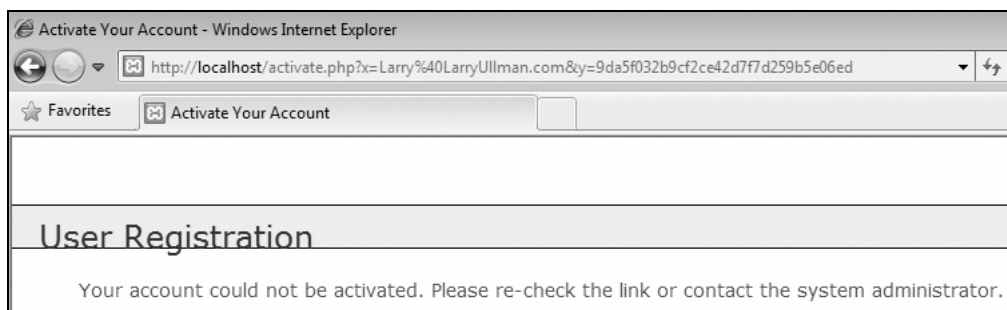 Activate Your Account - Windows Internet Explorer
http://localhost/activate.php?x=Larry%40LarryUllman.com&y=9da5f032b9cf2ce42d7f7d259b5e06ed
Favorites
Activate Your Account
User Registration
Your account could not be activated. Please re-check the link or contact the system administrator.